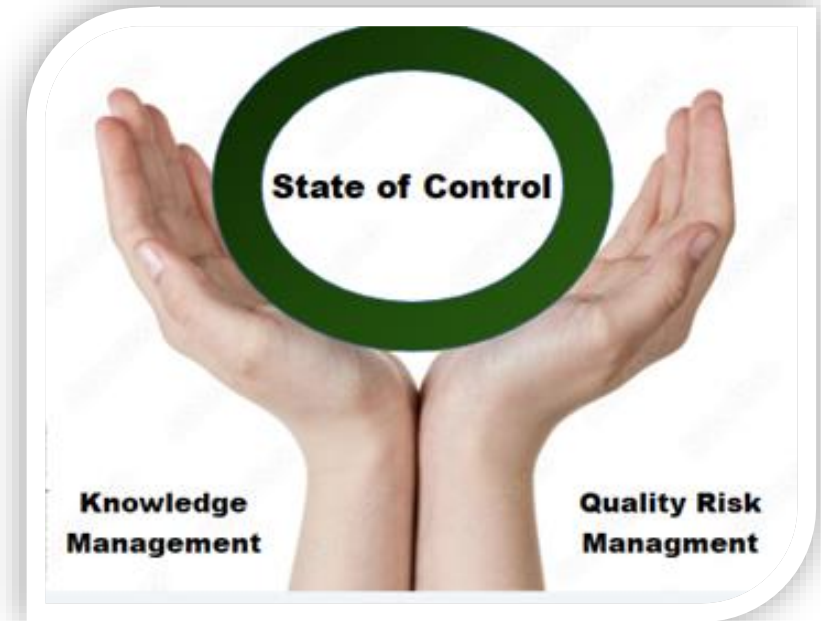 State of Control
Knowledge
Management
Quality Risk
Managment